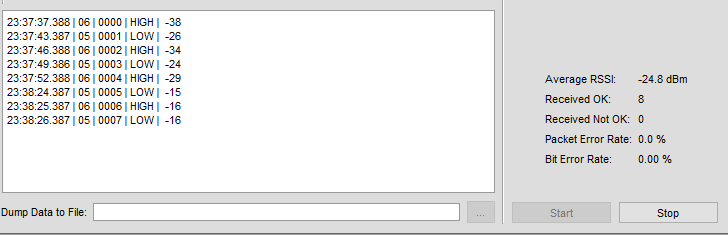 23:37:37.388 | 06 | 0000 | HIGH | -38
23:37:43.387 | 05 | 0001 | LOW | -26
23:37:46.388 | 06 | 0002 | HIGH | -34
23:37:49.386 | 05 | 0003 | LOW | -24
23:37:52.388 | 06 | 0004 | HIGH | -29
23:38:24.387 | 05 | 0005 | LOW | -15
23:38:25.387 | 06 | 0006 | HIGH | -16
23:38:26.387 | 05 | 0007 | LOW | -16
Dump Data to File: ...
Average RSSI: -24.8 dBm
Received OK: 8
Received Not OK: 0
Packet Error Rate: 0.0 %
Bit Error Rate: 0.00 %
Start Stop